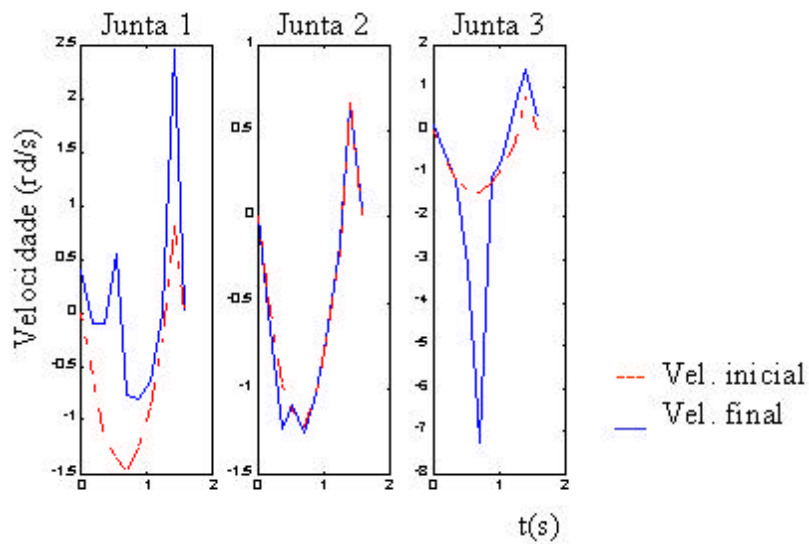 Junta 1
Junta 2
Junta 3
2.5
2
1.5
1
0.5
0
-0.5
-1
-1.5
0 1 2
1
0.5
0
-0.5
-1
-1.5
0 1 2
2
1
0
-1
-2
-3
-4
-5
-6
-7
-8
0 1 2
Velocidade (rd/s)
t(s)
Vel. inicial
Vel. final